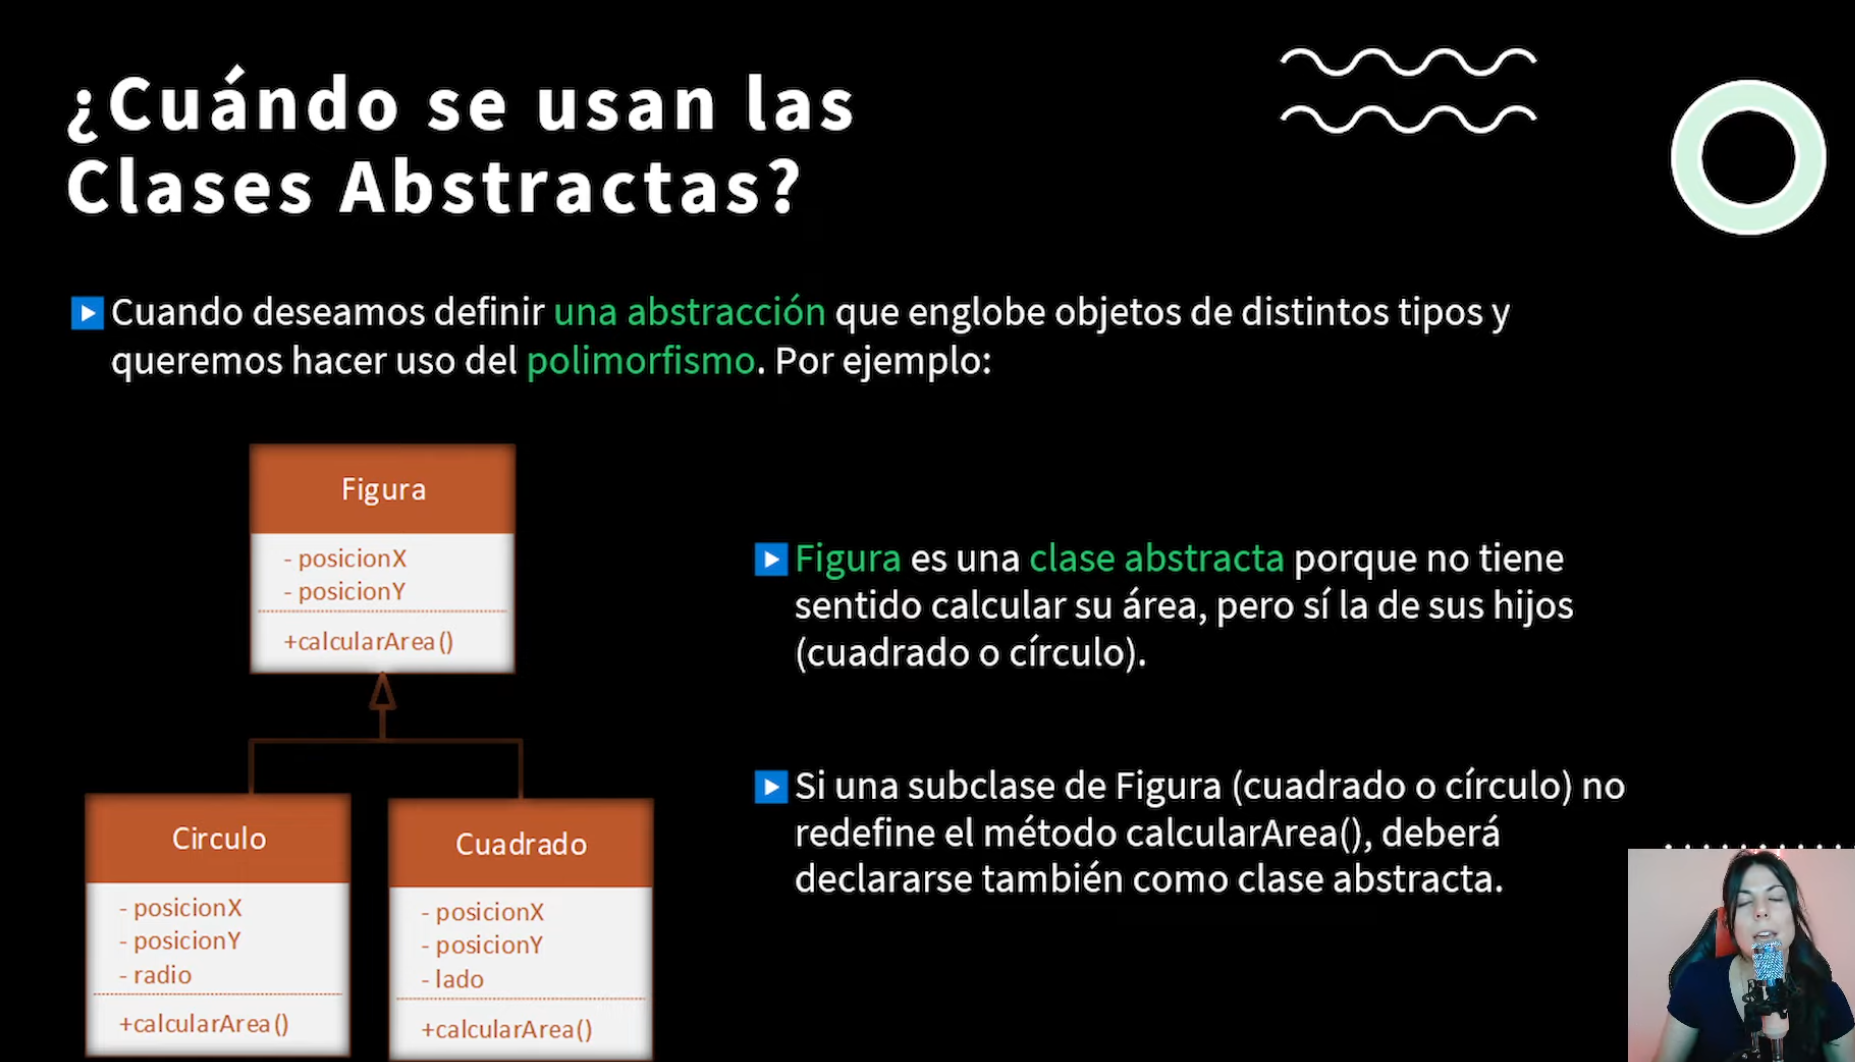 ¿Cuándo se usan las
Clases Abstractas?
Cuando deseamos definir una abstracción que englobe objetos de distintos tipos y
queremos hacer uso del polimorfismo. Por ejemplo:
Figura
- posicionX
- posicionY
+calcularArea()
Circulo
- posicionX
- posicionY
- radio
+calcularArea()
Cuadrado
- posicionX
- posicionY
- lado
+calcularArea()
Figura es una clase abstracta porque no tiene
sentido calcular su área, pero sí la de sus hijos
(cuadrado o círculo).
Si una subclase de Figura (cuadrado o círculo) no
redefine el método calcularArea(), deberá
declararse también como clase abstracta.